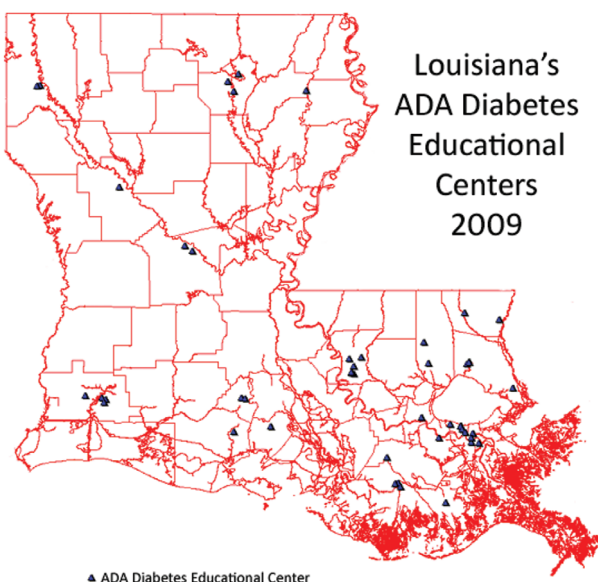 Louisiana's
ADA Diabetes
Educational
Centers
2009
ADA Diabetes Educational Center